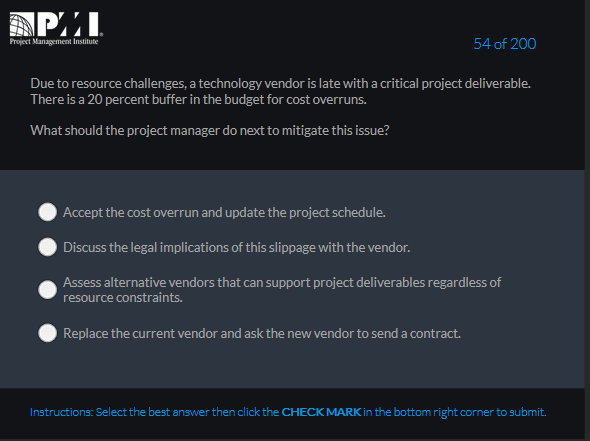 PMI.
Project Management Institute
54 of 200
Due to resource challenges, a technology vendor is late with a critical project deliverable.
There is a 20 percent buffer in the budget for cost overruns.
What should the project manager do next to mitigate this issue?
Accept the cost overrun and update the project schedule.
Discuss the legal implications of this slippage with the vendor.
Assess alternative vendors that can support project deliverables regardless of
resource constraints.
Replace the current vendor and ask the new vendor to send a contract.
Instructions: Select the best answer then click the CHECK MARK in the bottom right corner to submit.